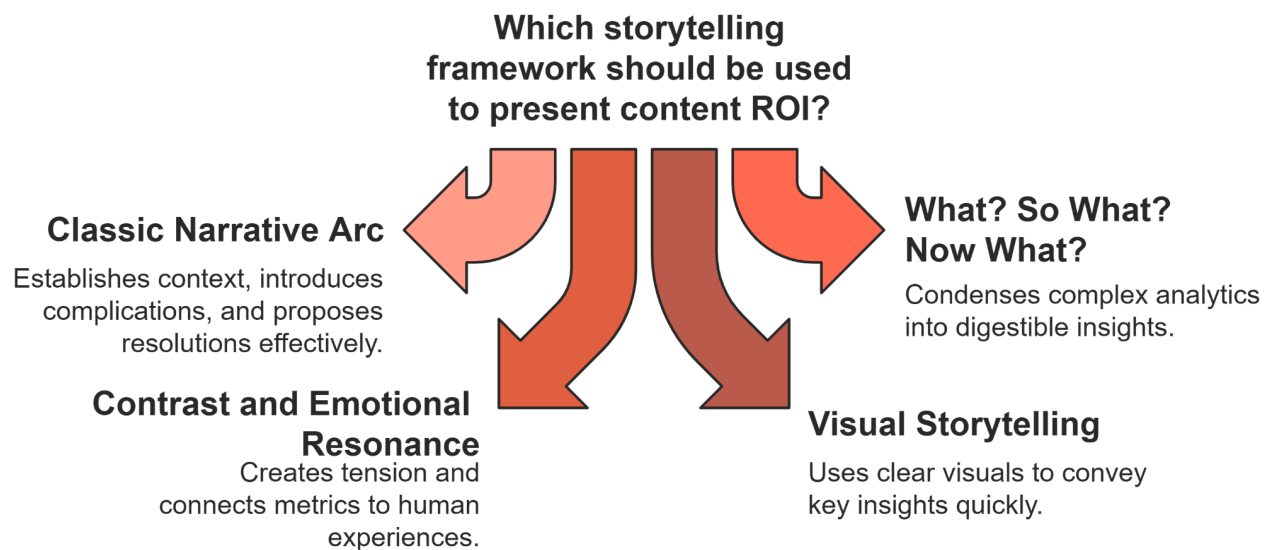 Which storytelling
framework should be used
to present content ROI?
Classic Narrative Arc
Establishes context, introduces
complications, and proposes
resolutions effectively.
Contrast and Emotional
Resonance
Creates tension and
connects metrics to human
experiences.
What? So What?
Now What?
Condenses complex analytics
into digestible insights.
Visual Storytelling
Uses clear visuals to convey
key insights quickly.